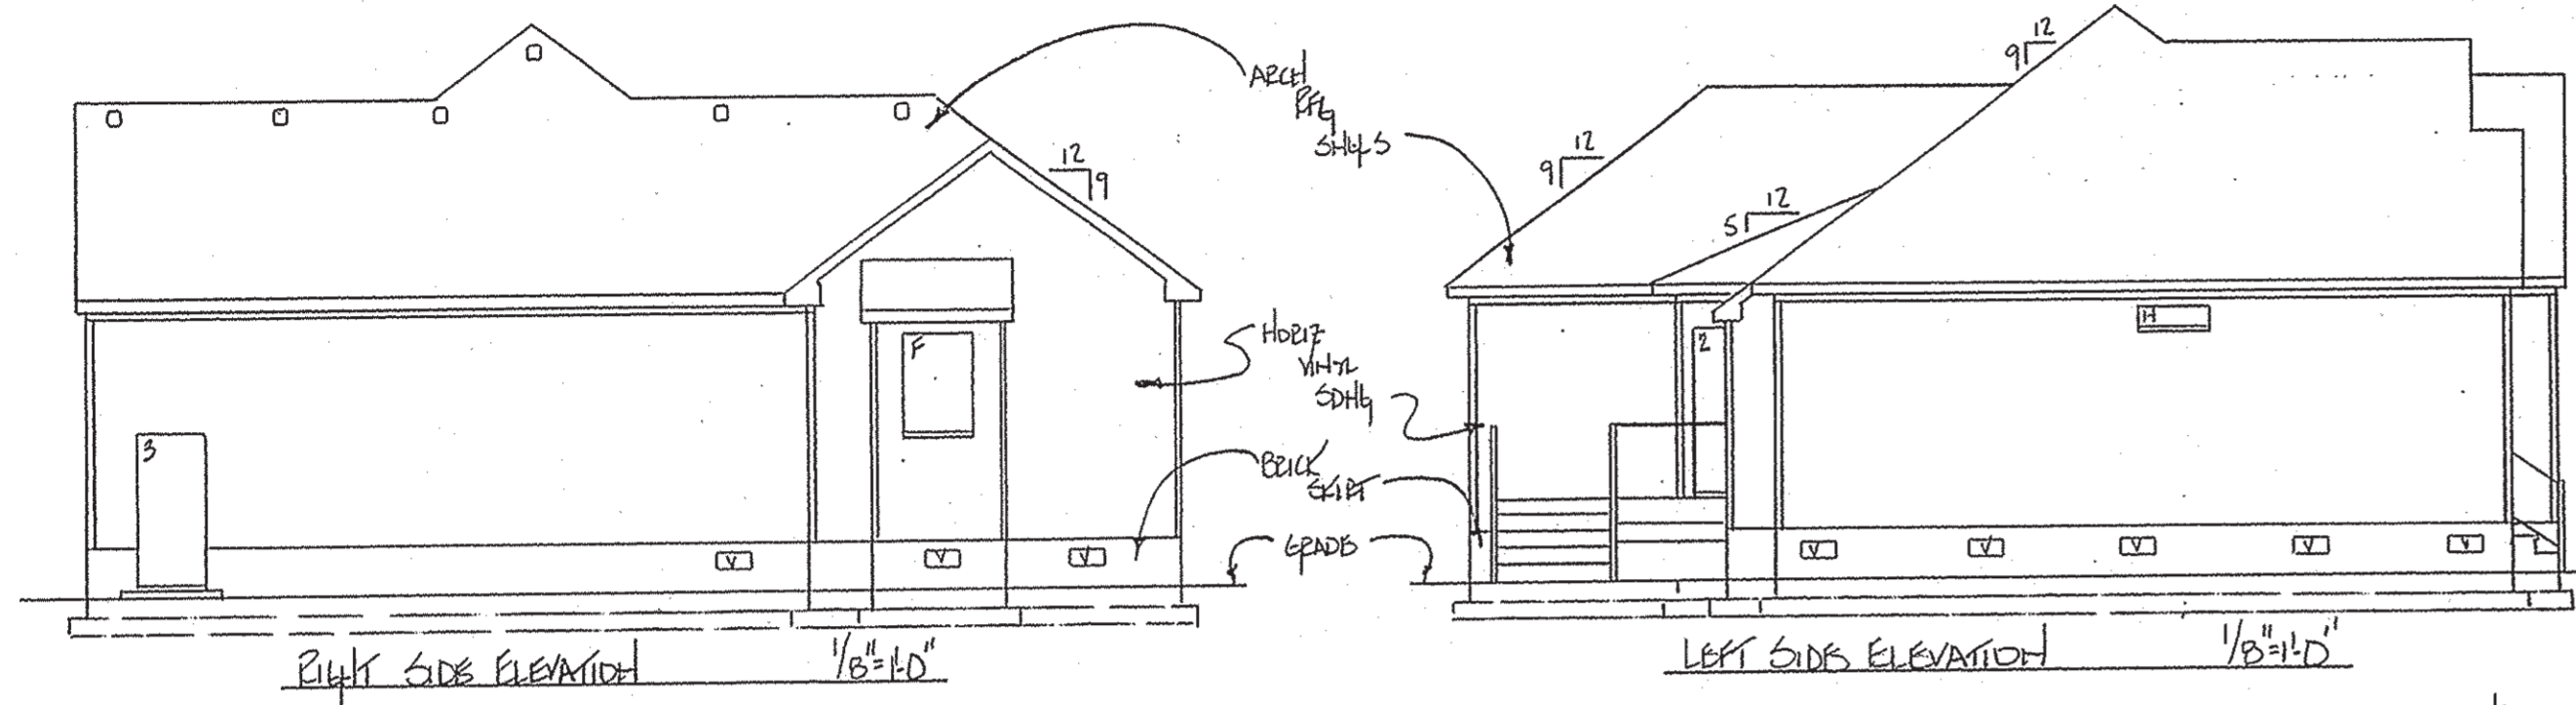 12
9
F
3
V
V
V
RIGHT SIDE ELEVATION 1/8"=1'-0"
ARCH
RFG
SHGLS
HORIZ
VINYL
SDNG
BRICK
SKIRT
GRADE
12
9
12
9
12
5
2
H
V
V
V
V
V
LEFT SIDE ELEVATION 1/8"=1'-0"